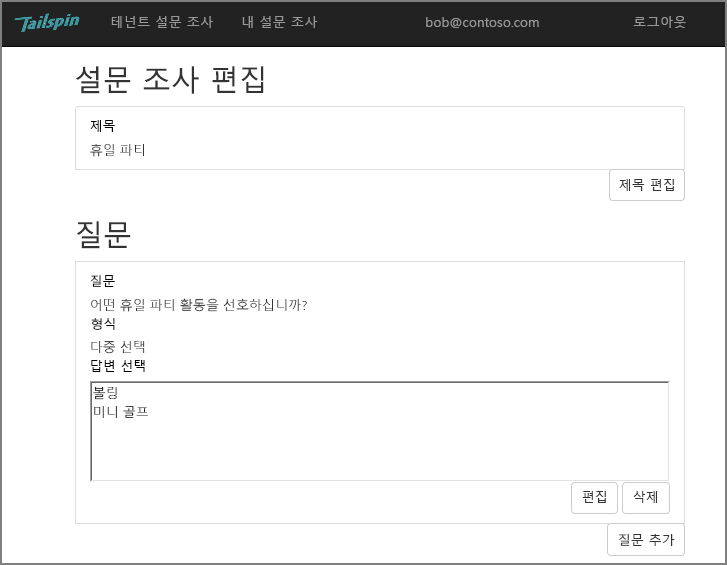 Tailspin 테넌트 설문 조사 내 설문 조사 bob@contoso.com 로그아웃
설문 조사 편집
제목
휴일 파티
제목 편집
질문
질문
어떤 휴일 파티 활동을 선호하십니까?
형식
다중 선택
답변 선택
볼링
미니 골프
편집 삭제
질문 추가